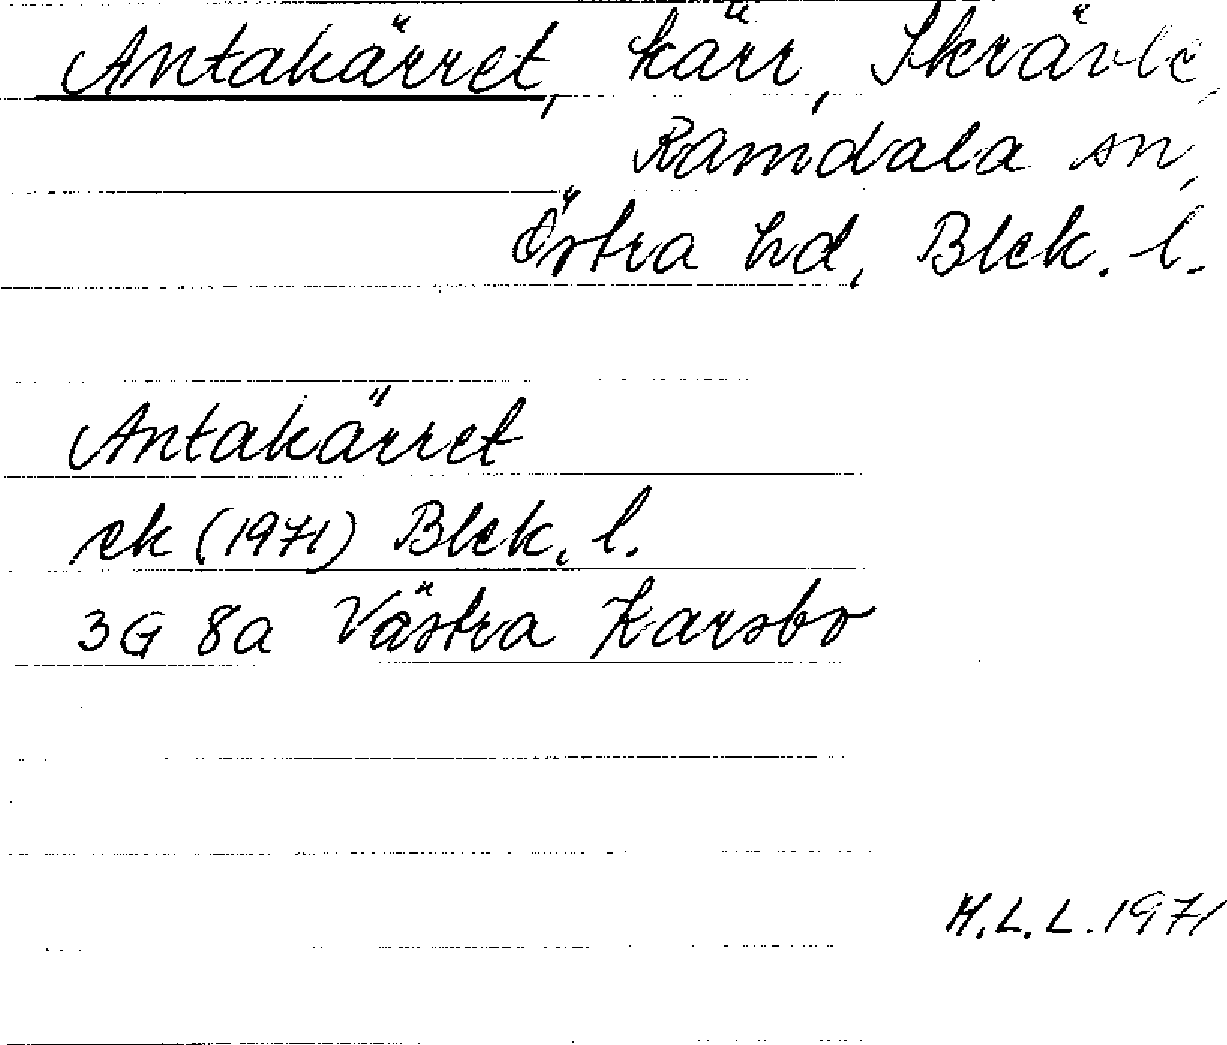 Antakärret, kärr, Skrävle,
Ramdala sn,
Östra hd, Blek. l.
Antakärret
ek (1971) Blek. l.
3G 8a Västra Karsbo
H.L.L. 1971